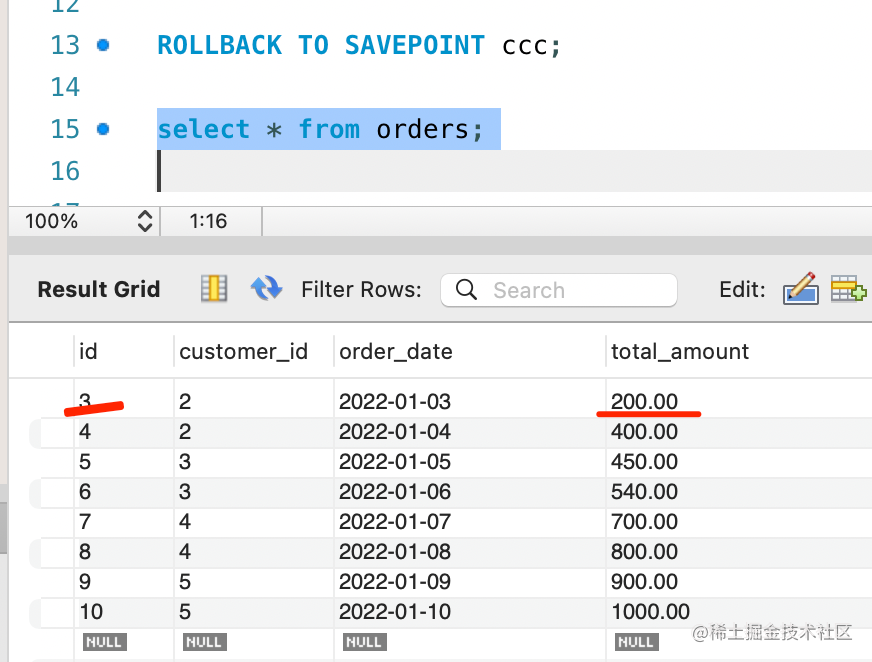 12
13 ROLLBACK TO SAVEPOINT ccc;
14
15 select * from orders;
16
100% 1:16
Result Grid Filter Rows: Search Edit:
id customer_id order_date total_amount
3 2 2022-01-03 200.00
4 2 2022-01-04 400.00
5 3 2022-01-05 450.00
6 3 2022-01-06 540.00
7 4 2022-01-07 700.00
8 4 2022-01-08 800.00
9 5 2022-01-09 900.00
10 5 2022-01-10 1000.00
NULL NULL NULL NULL
@稀土掘金技术社区